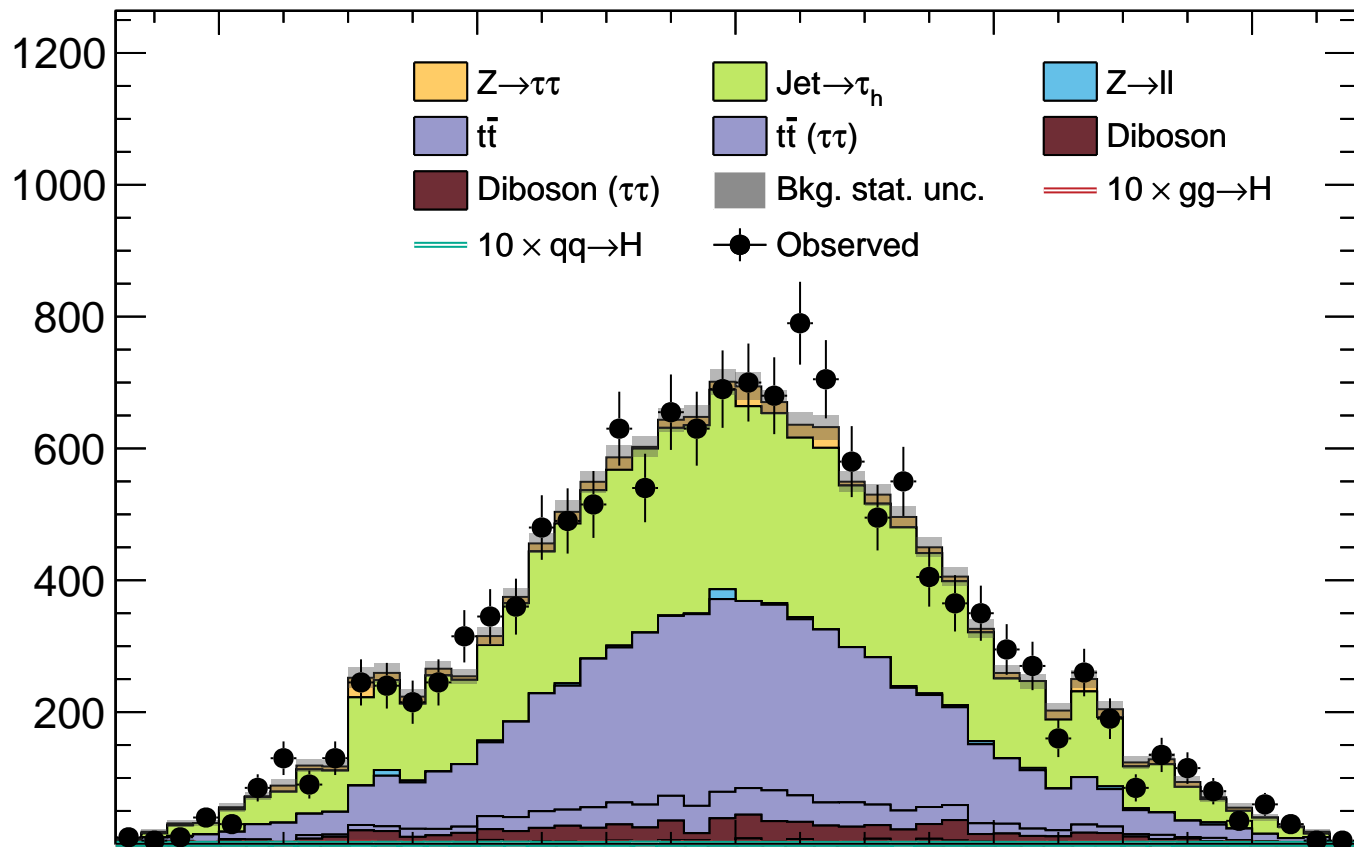 1200
Z→ττ Jet→τh Z→ll
tt̄ tt̄ (ττ) Diboson
1000
Diboson (ττ) Bkg. stat. unc. 10 × gg→H
10 × qq→H Observed
800
600
400
200